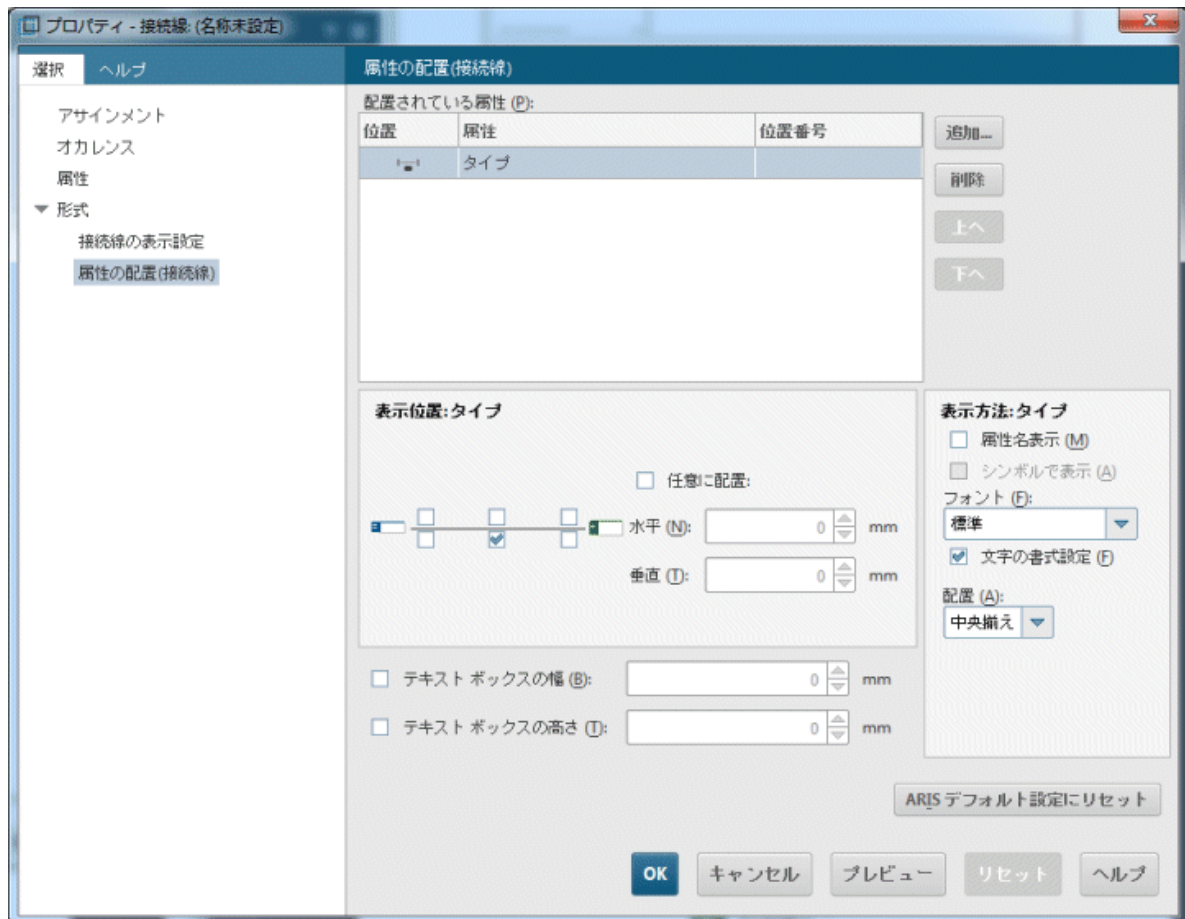 プロパティ - 接続線: (名称未設定)
選択
ヘルプ
アサインメント
オカレンス
属性
形式
接続線の表示設定
属性の配置(接続線)
属性の配置(接続線)
配置されている属性 (P):
位置 属性 位置番号
タイプ
追加...
削除
上へ
下へ
表示位置:タイプ
任意に配置:
水平 (N): 0 mm
垂直 (T): 0 mm
表示方法:タイプ
属性名表示 (M)
シンボルで表示 (A)
フォント (F):
標準
文字の書式設定 (F)
配置 (A):
中央揃え
テキスト ボックスの幅 (B): 0 mm
テキスト ボックスの高さ (T): 0 mm
ARIS デフォルト設定にリセット
OK
キャンセル
プレビュー
リセット
ヘルプ